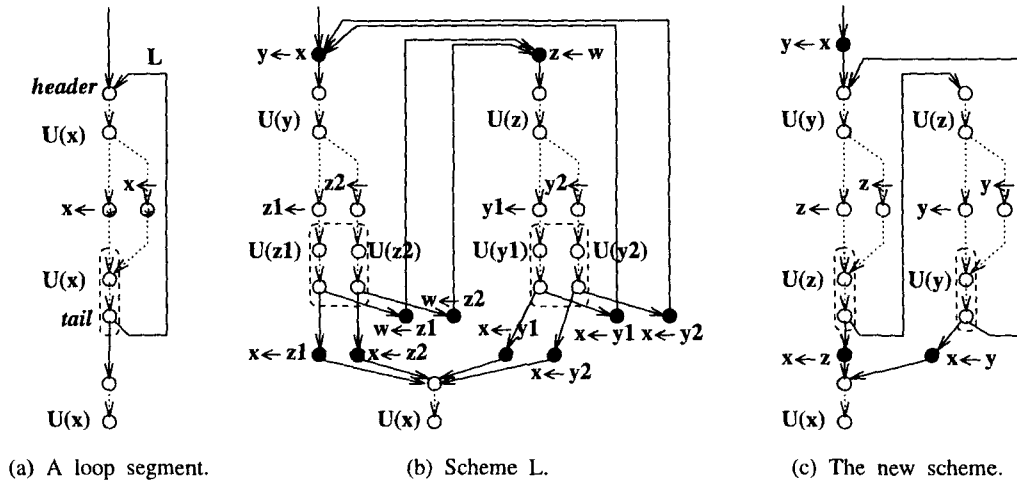 L
header
U(x)
x←
x←
U(x)
tail
U(x)
(a) A loop segment.
y← x
z← w
U(y)
U(z)
z2←
y2←
z1←
y1←
U(z1)
U(z2)
U(y1)
U(y2)
w← z2
w← z1
x← y1
x← y1
x← y2
x← z1
x← z2
x← y2
U(x)
(b) Scheme L.
y← x
U(y)
U(z)
z←
y←
z←
y←
U(z)
U(y)
x← z
x← y
U(x)
(c) The new scheme.